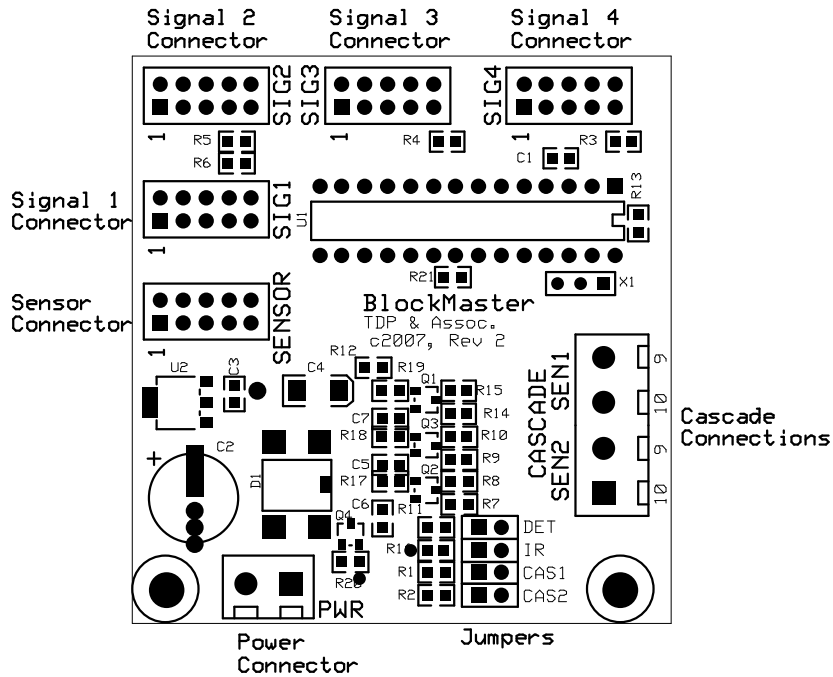 Signal 2
Connector
Signal 3
Connector
Signal 4
Connector
SIG2
SIG3
SIG4
1
1
1
R5
R6
R4
R3
C1
Signal 1
Connector
SIG1
1
U1
R13
R21
X1
Sensor
Connector
SENSOR
1
BlockMaster
TDP & Assoc.
c2007, Rev 2
U2
C3
C4
R12
R19
Q1
R15
C7
R14
R18
Q3
R10
C5
R9
R17
Q2
R8
C6
R11
R7
C2
+
D1
Q4
CASCADE
SEN1
SEN2
9
10
9
10
Cascade
Connections
DET
IR
R1
CAS1
R2
CAS2
PWR
Power
Connector
Jumpers